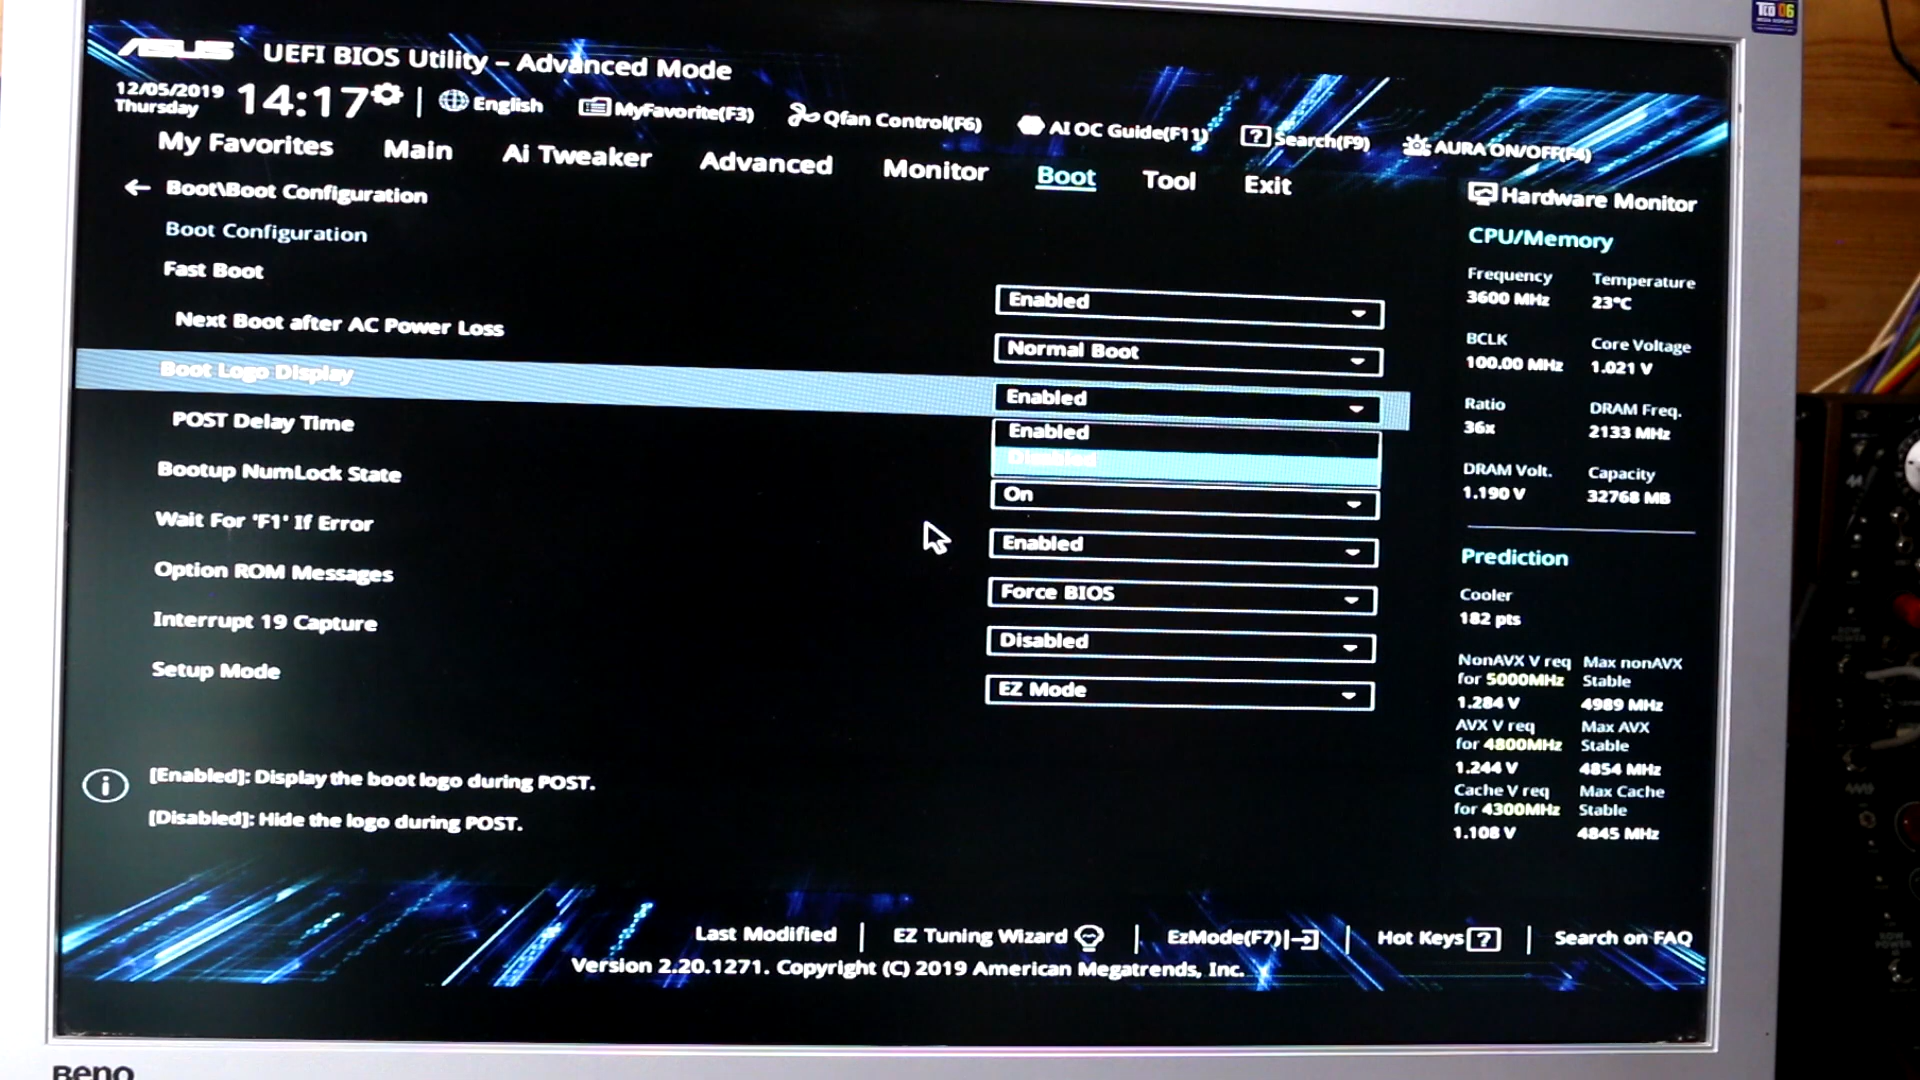 TCO 06
ASUS UEFI BIOS Utility – Advanced Mode
12/05/2019
Thursday
14:17
English
MyFavorite(F3)
Qfan Control(F6)
AI OC Guide(F11)
Search(F9)
AURA ON/OFF(F4)
My Favorites Main Ai Tweaker Advanced Monitor Boot Tool Exit
Boot\Boot Configuration
Boot Configuration
Fast Boot Enabled
Next Boot after AC Power Loss Normal Boot
Boot Logo Display Enabled
Enabled
Disabled
POST Delay Time
Bootup NumLock State On
Wait For 'F1' If Error Enabled
Option ROM Messages Force BIOS
Interrupt 19 Capture Disabled
Setup Mode EZ Mode
[Enabled]: Display the boot logo during POST.
[Disabled]: Hide the logo during POST.
Hardware Monitor
CPU/Memory
Frequency Temperature
3600 MHz 23°C
BCLK Core Voltage
100.00 MHz 1.021 V
Ratio DRAM Freq.
36x 2133 MHz
DRAM Volt. Capacity
1.190 V 32768 MB
Prediction
Cooler
182 pts
NonAVX V req Max nonAVX
for 5000MHz Stable
1.284 V 4989 MHz
AVX V req Max AVX
for 4800MHz Stable
1.244 V 4854 MHz
Cache V req Max Cache
for 4300MHz Stable
1.108 V 4845 MHz
Last Modified
EZ Tuning Wizard
EzMode(F7)
Hot Keys ?
Search on FAQ
Version 2.20.1271. Copyright (C) 2019 American Megatrends, Inc.
BenQ